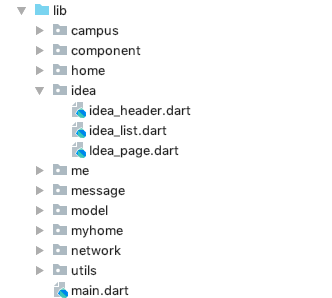 lib
campus
component
home
idea
idea_header.dart
idea_list.dart
Idea_page.dart
me
message
model
myhome
network
utils
main.dart